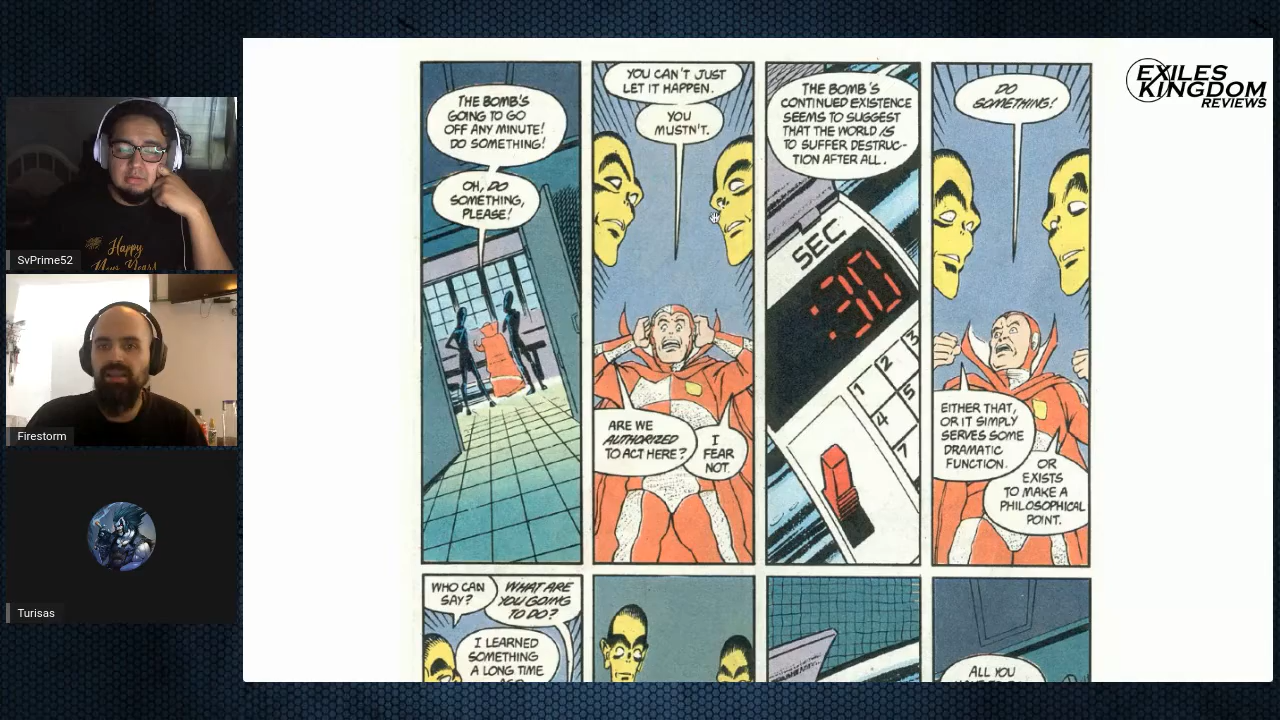 EXILES
KINGDOM
REVIEWS
SvPrime52
Happy
New Year!
Firestorm
Turisas
THE BOMB'S
GOING TO GO
OFF ANY MINUTE!
DO SOMETHING!
OH, DO
SOMETHING,
PLEASE!
YOU CAN'T JUST
LET IT HAPPEN.
YOU
MUSTN'T.
ARE WE
AUTHORIZED
TO ACT HERE?
I
FEAR
NOT.
THE BOMB'S
CONTINUED EXISTENCE
SEEMS TO SUGGEST
THAT THE WORLD IS
TO SUFFER DESTRUC-
TION AFTER ALL.
SEC
:30
1 2 3
4 5
7
DO
SOMETHING!
EITHER THAT,
OR IT SIMPLY
SERVES SOME
DRAMATIC
FUNCTION.
OR
EXISTS
TO MAKE A
PHILOSOPHICAL
POINT.
WHO CAN
SAY?
WHAT ARE
YOU GOING
TO DO?
I LEARNED
SOMETHING
A LONG TIME
ALL YOU